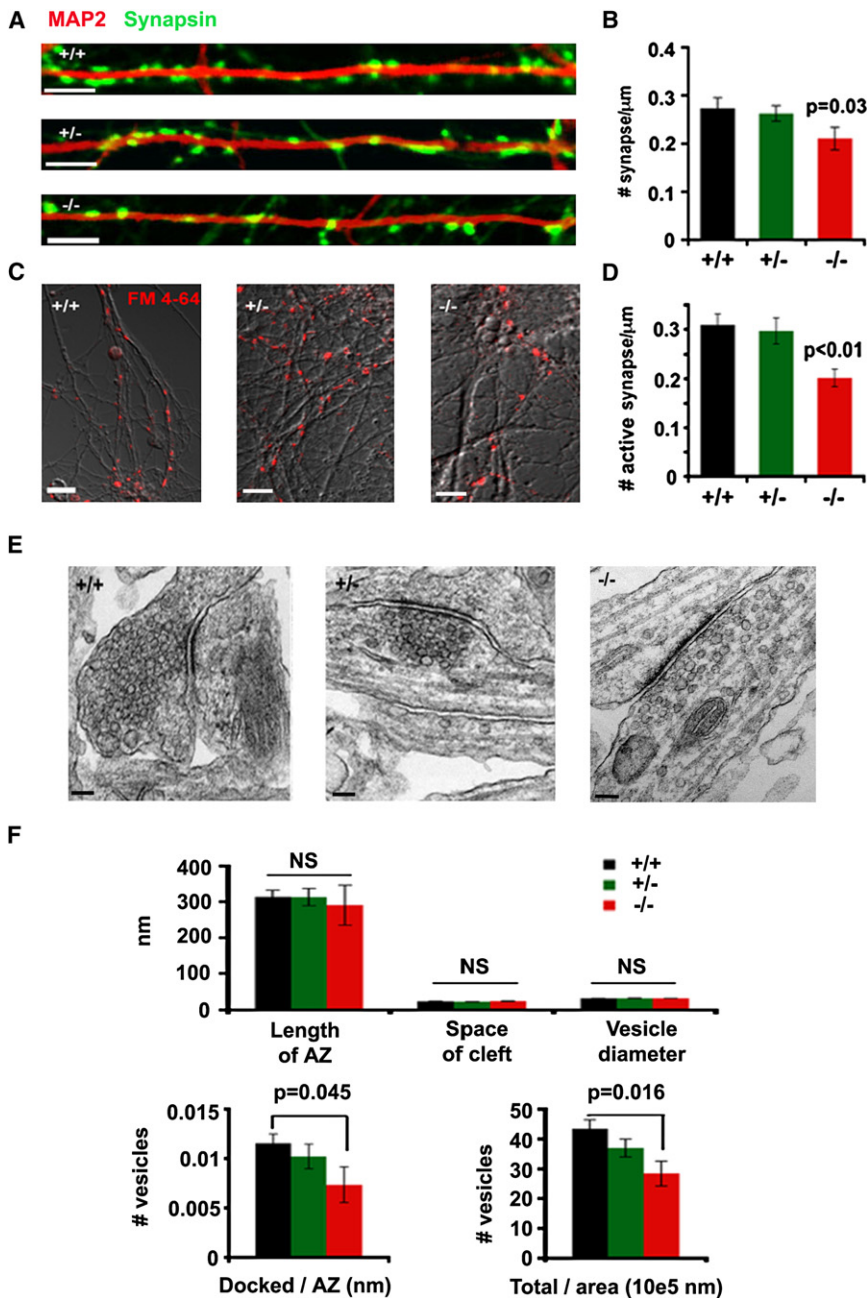 A
MAP2 Synapsin
+/+
+/-
-/-
B
# synapse/μm
0.4
0.3
0.2
0.1
0
p=0.03
+/+ +/- -/-
C
+/+ FM 4-64
+/-
-/-
D
# active synapse/μm
0.3
0.2
0.1
0
p<0.01
+/+ +/- -/-
E
+/+
+/-
-/-
F
nm
400
300
200
100
0
NS
NS
NS
+/+
+/-
-/-
Length of AZ
Space of cleft
Vesicle diameter
# vesicles
0.015
0.01
0.005
0
p=0.045
Docked / AZ (nm)
# vesicles
50
40
30
20
10
0
p=0.016
Total / area (10e5 nm)